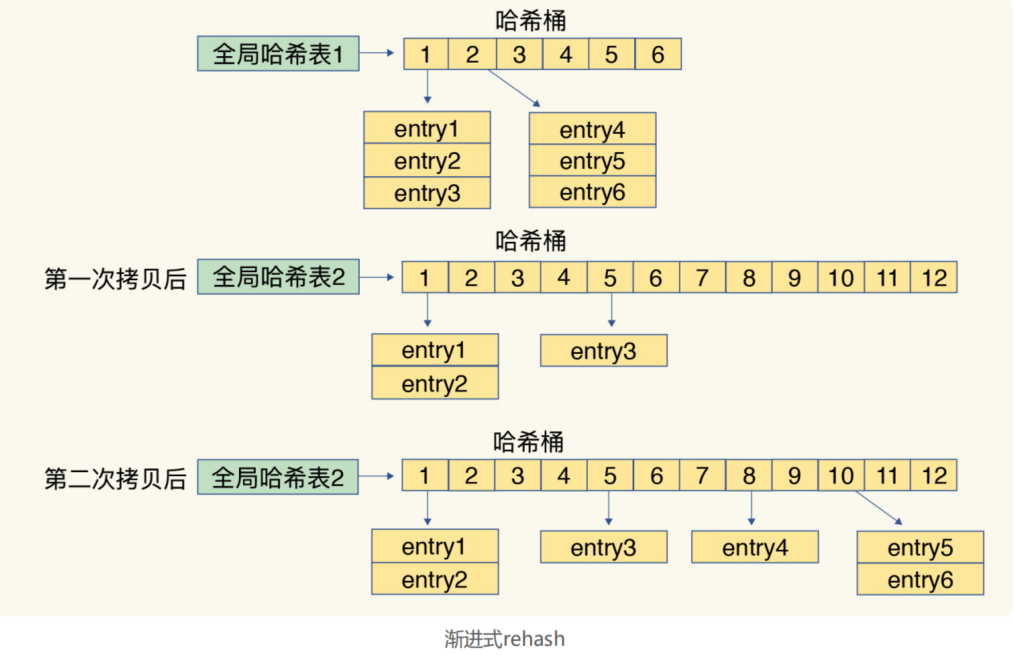 哈希桶
全局哈希表1 1 2 3 4 5 6
entry1 entry4
entry2 entry5
entry3 entry6
哈希桶
第一次拷贝后 全局哈希表2 1 2 3 4 5 6 7 8 9 10 11 12
entry1 entry3
entry2
哈希桶
第二次拷贝后 全局哈希表2 1 2 3 4 5 6 7 8 9 10 11 12
entry1 entry3 entry4 entry5
entry2 entry6
渐进式rehash